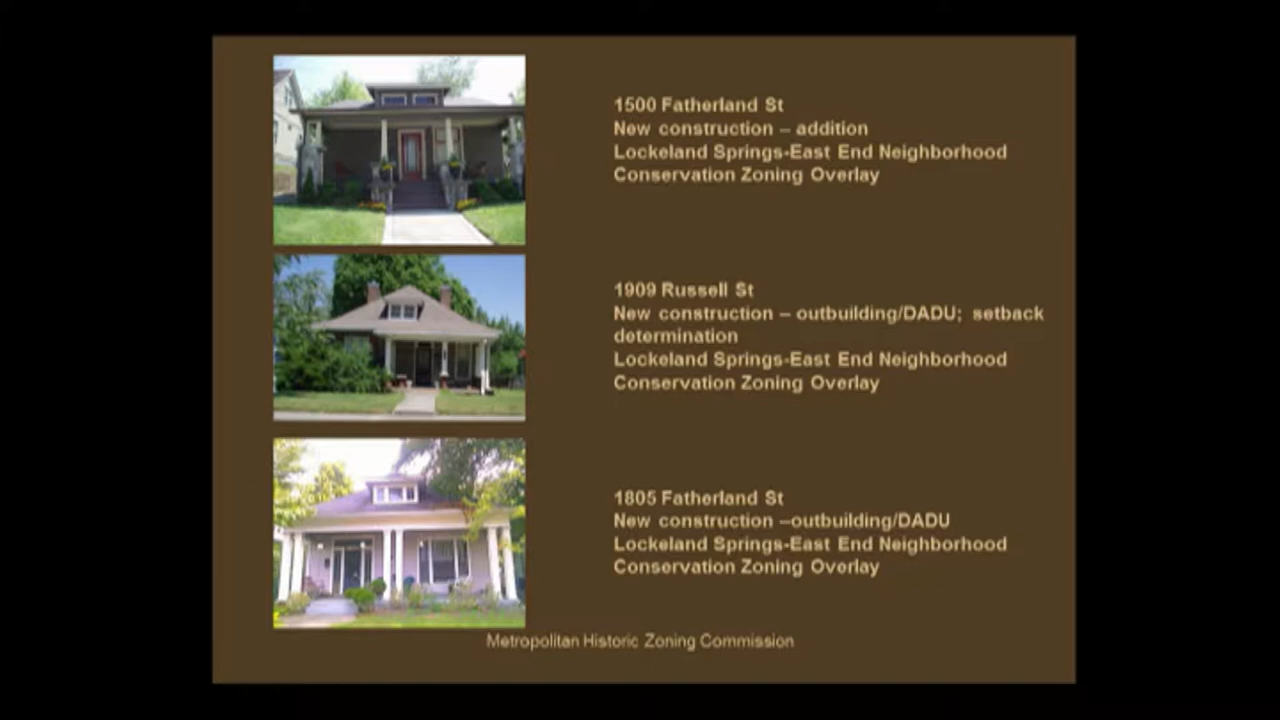 1500 Fatherland St
New construction – addition
Lockeland Springs-East End Neighborhood
Conservation Zoning Overlay
1909 Russell St
New construction – outbuilding/DADU; setback
determination
Lockeland Springs-East End Neighborhood
Conservation Zoning Overlay
1805 Fatherland St
New construction –outbuilding/DADU
Lockeland Springs-East End Neighborhood
Conservation Zoning Overlay
Metropolitan Historic Zoning Commission